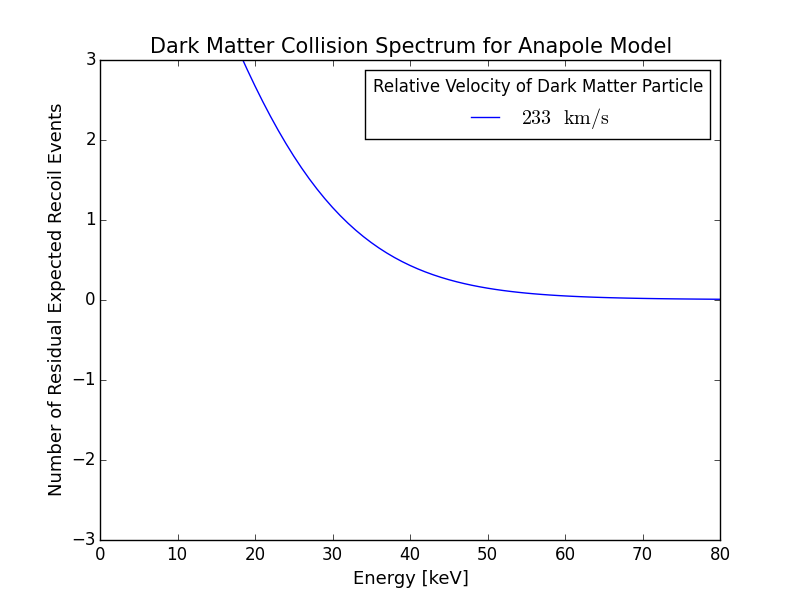 Dark Matter Collision Spectrum for Anapole Model
Relative Velocity of Dark Matter Particle
233 km/s
Number of Residual Expected Recoil Events
3
2
1
0
−1
−2
−3
0 10 20 30 40 50 60 70 80
Energy [keV]